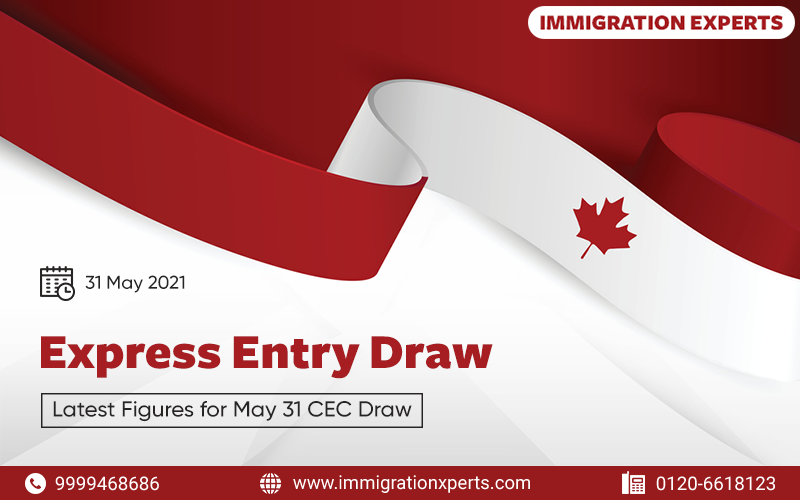 IMMIGRATION EXPERTS
31 May 2021
Express Entry Draw
Latest Figures for May 31 CEC Draw
9999468686
www.immigrationxperts.com
0120-6618123